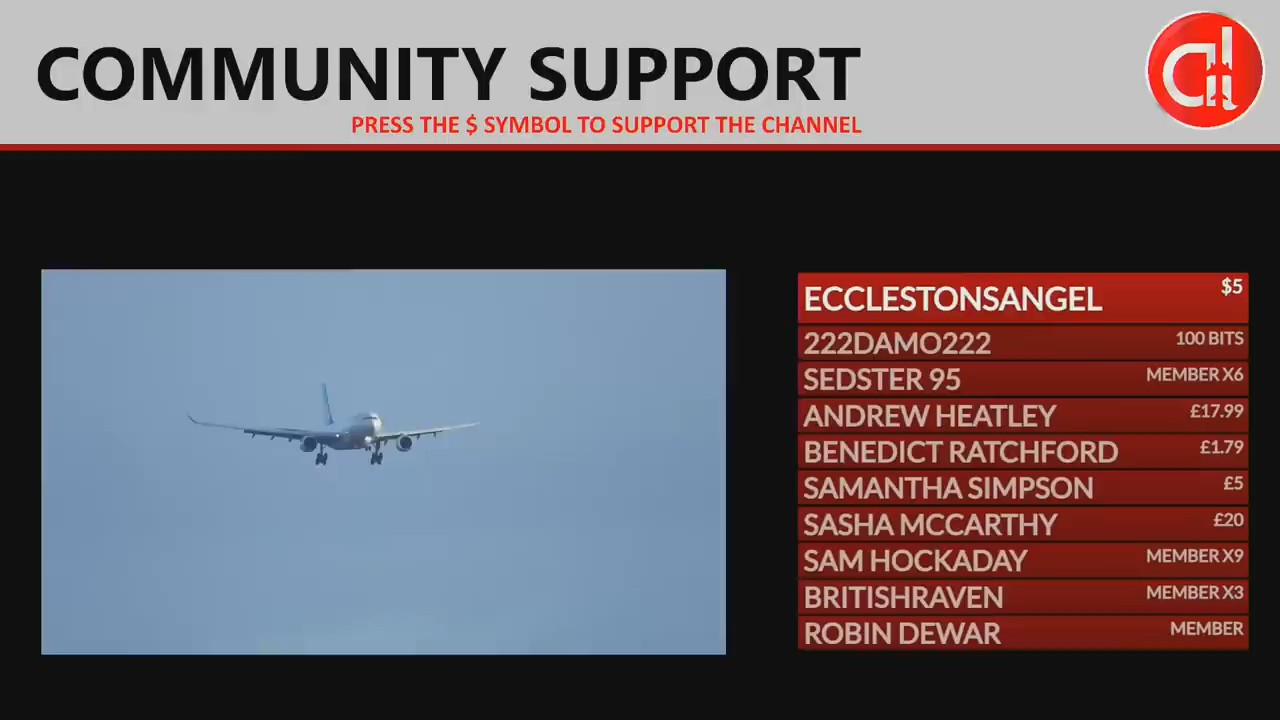 COMMUNITY SUPPORT
PRESS THE $ SYMBOL TO SUPPORT THE CHANNEL
ECCLESTONSANGEL $5
222DAMO222 100 BITS
SEDSTER 95 MEMBER X6
ANDREW HEATLEY £17.99
BENEDICT RATCHFORD £1.79
SAMANTHA SIMPSON £5
SASHA MCCARTHY £20
SAM HOCKADAY MEMBER X9
BRITISHRAVEN MEMBER X3
ROBIN DEWAR MEMBER